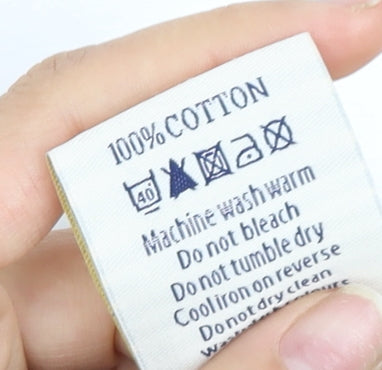 100% COTTON
40
Machine wash warm
Do not bleach
Do not tumble dry
Cool iron on reverse
Do not dry clean